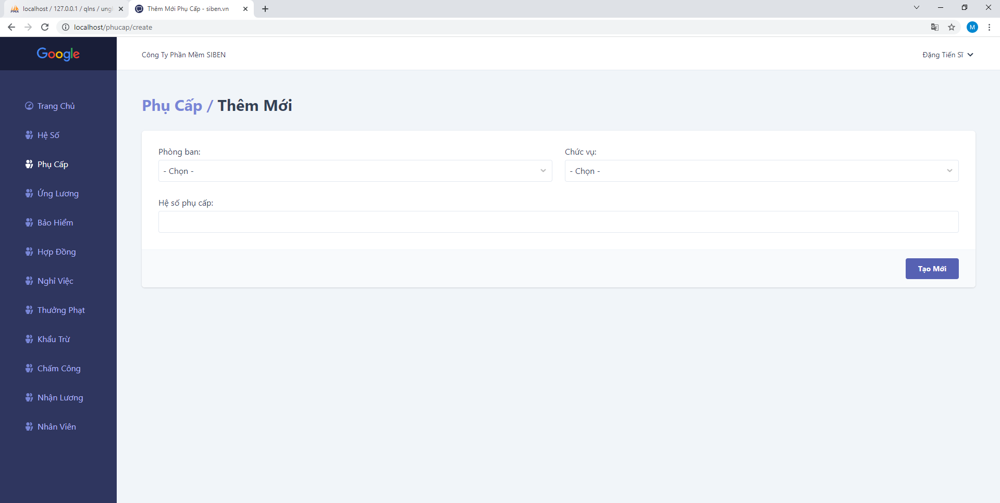 localhost / 127.0.0.1 / qlns / ungl
Thêm Mới Phụ Cấp - siben.vn
localhost/phucap/create
M
Google
Công Ty Phần Mềm SIBEN
Đặng Tiến Sĩ
Trang Chủ
Hệ Số
Phụ Cấp
Ứng Lương
Bảo Hiểm
Hợp Đồng
Nghỉ Việc
Thưởng Phạt
Khẩu Trừ
Chấm Công
Nhận Lương
Nhân Viên
Phụ Cấp / Thêm Mới
Phòng ban:
- Chọn -
Chức vụ:
- Chọn -
Hệ số phụ cấp:
Tạo Mới